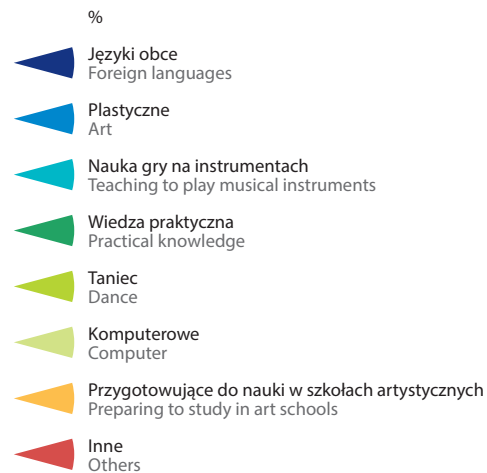 %
Języki obce
Foreign languages
Plastyczne
Art
Nauka gry na instrumentach
Teaching to play musical instruments
Wiedza praktyczna
Practical knowledge
Taniec
Dance
Komputerowe
Computer
Przygotowujące do nauki w szkołach artystycznych
Preparing to study in art schools
Inne
Others